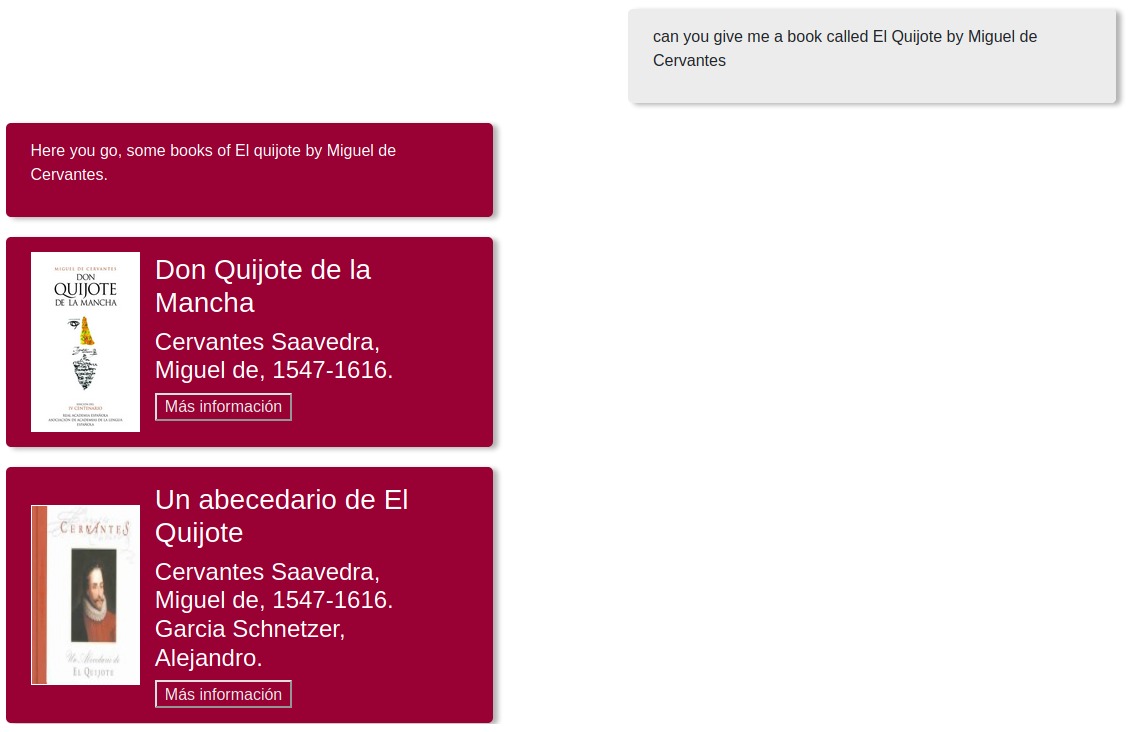 can you give me a book called El Quijote by Miguel de
Cervantes
Here you go, some books of El quijote by Miguel de
Cervantes.
MIGUEL DE CERVANTES
DON
QUIJOTE
DE LA MANCHA
EDICIÓN DEL
IV CENTENARIO
REAL ACADEMIA ESPAÑOLA
ASOCIACIÓN DE ACADEMIAS DE LA LENGUA
ESPAÑOLA
Don Quijote de la
Mancha
Cervantes Saavedra,
Miguel de, 1547-1616.
Más información
CERVANTES
Un Abecedario de
EL QUIJOTE
Un abecedario de El
Quijote
Cervantes Saavedra,
Miguel de, 1547-1616.
Garcia Schnetzer,
Alejandro.
Más información